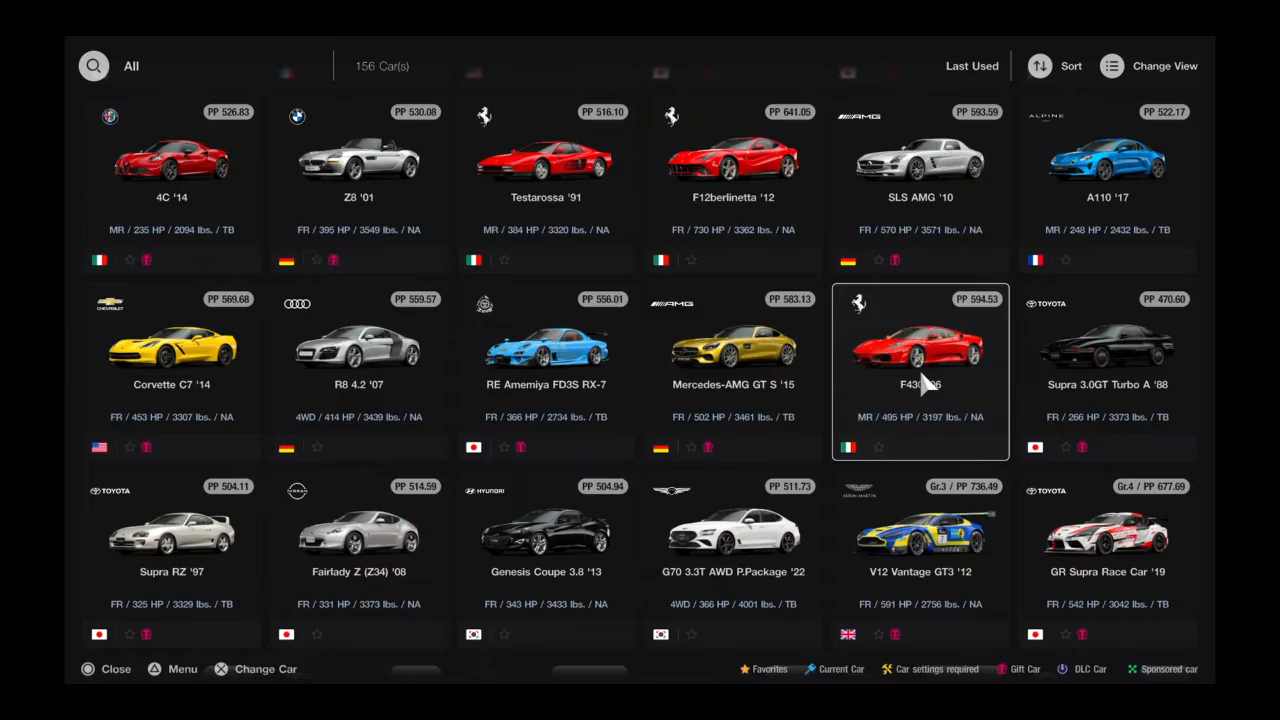 All
156 Car(s)
Last Used
Sort
Change View
PP 526.83
PP 530.08
PP 516.10
PP 641.05
PP 593.59
PP 522.17
AMG
ALPINE
4C '14
Z8 '01
Testarossa '91
F12berlinetta '12
SLS AMG '10
A110 '17
MR / 235 HP / 2094 lbs. / TB
FR / 395 HP / 3549 lbs. / NA
MR / 384 HP / 3320 lbs. / NA
FR / 730 HP / 3362 lbs. / NA
FR / 570 HP / 3571 lbs. / NA
MR / 248 HP / 2432 lbs. / TB
PP 569.68
PP 559.57
PP 556.01
PP 583.13
PP 594.53
PP 470.60
CHEVROLET
AMG
TOYOTA
Corvette C7 '14
R8 4.2 '07
RE Amemiya FD3S RX-7
Mercedes-AMG GT S '15
F430
Supra 3.0GT Turbo A '88
FR / 453 HP / 3307 lbs. / NA
4WD / 414 HP / 3439 lbs. / NA
FR / 366 HP / 2734 lbs. / TB
FR / 502 HP / 3461 lbs. / TB
MR / 495 HP / 3197 lbs. / NA
FR / 266 HP / 3373 lbs. / TB
PP 504.11
PP 514.59
PP 504.94
PP 511.73
Gr.3 / PP 736.49
Gr.4 / PP 677.69
TOYOTA
NISSAN
HYUNDAI
ASTON MARTIN
TOYOTA
Supra RZ '97
Fairlady Z (Z34) '08
Genesis Coupe 3.8 '13
G70 3.3T AWD P.Package '22
V12 Vantage GT3 '12
GR Supra Race Car '19
FR / 325 HP / 3329 lbs. / TB
FR / 331 HP / 3373 lbs. / NA
FR / 343 HP / 3433 lbs. / NA
4WD / 366 HP / 4001 lbs. / TB
FR / 591 HP / 2756 lbs. / NA
FR / 542 HP / 3042 lbs. / TB
Close
Menu
Change Car
Favorites
Current Car
Car settings required
Gift Car
DLC Car
Sponsored car